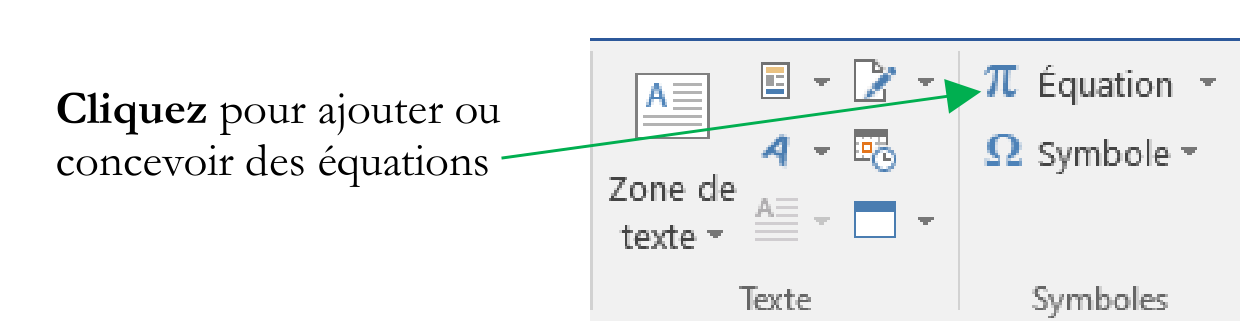 Cliquez pour ajouter ou
concevoir des équations
Zone de
texte
Texte
π Équation
Ω Symbole
Symboles